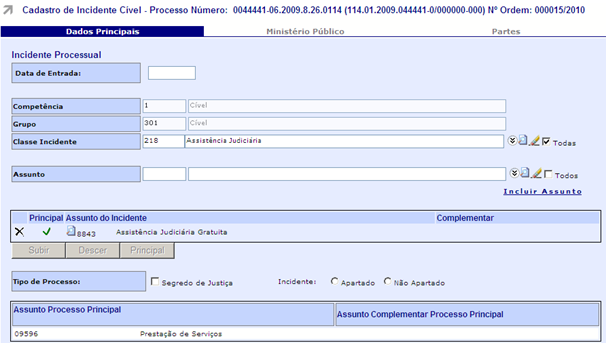 Cadastro de Incidente Cível - Processo Número: 0044441-06.2009.8.26.0114 (114.01.2009.044441-0/000000-000) Nº Ordem: 000015/2010
Dados Principais Ministério Público Partes
Incidente Processual
Data de Entrada:
Competência 1 Cível
Grupo 301 Cível
Classe Incidente 218 Assistência Judiciária Todas
Assunto Todos
Incluir Assunto
Principal Assunto do Incidente Complementar
8843 Assistência Judiciária Gratuita
Subir Descer Principal
Tipo de Processo: Segredo de Justiça Incidente: Apartado Não Apartado
Assunto Processo Principal Assunto Complementar Processo Principal
09596 Prestação de Serviços